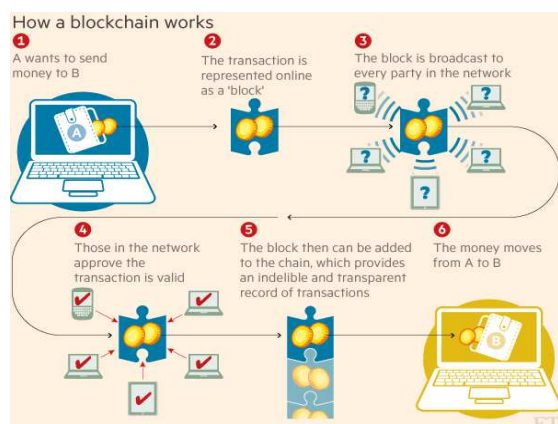 How a blockchain works
1
A wants to send
money to B
2
The transaction is
represented online
as a 'block'
3
The block is broadcast to
every party in the network
A
?
?
?
?
?
4
Those in the network
approve the
transaction is valid
5
The block then can be added
to the chain, which provides
an indelible and transparent
record of transactions
6
The money moves
from A to B
B